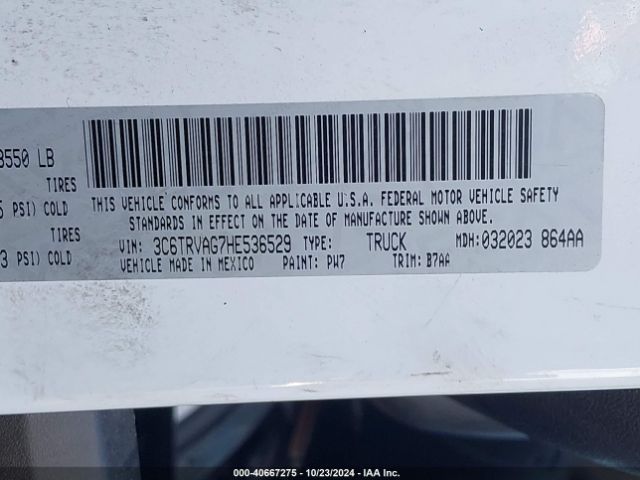 8550 LB
TIRES
5 PSI) COLD
TIRES
3 PSI) COLD
THIS VEHICLE CONFORMS TO ALL APPLICABLE U.S.A. FEDERAL MOTOR VEHICLE SAFETY
STANDARDS IN EFFECT ON THE DATE OF MANUFACTURE SHOWN ABOVE.
VIN: 3C6TRVAG7HE536529 TYPE: TRUCK MDH:032023 864AA
VEHICLE MADE IN MEXICO PAINT: PW7 TRIM: B7AA
000-40667275 - 10/23/2024 - IAA Inc.